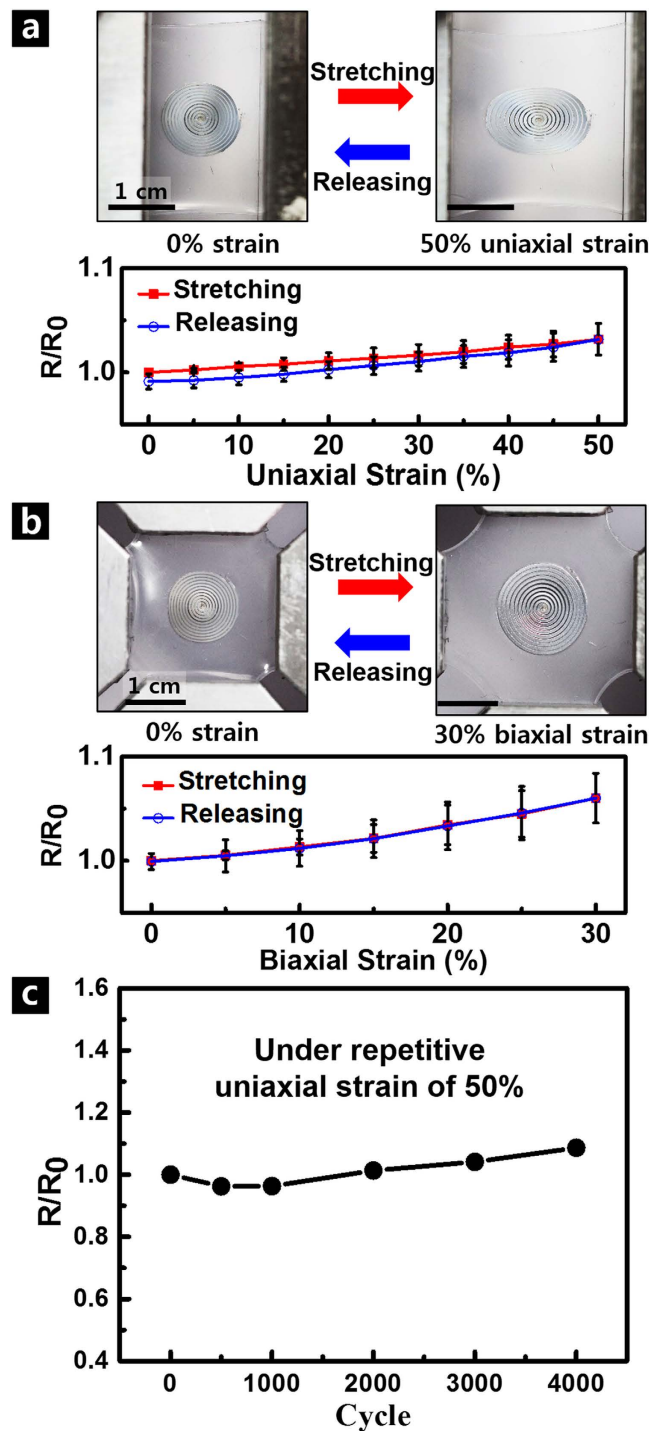 a
Stretching
Releasing
1 cm
0% strain
50% uniaxial strain
1.1
1.0
R/R0
Stretching
Releasing
0 10 20 30 40 50
Uniaxial Strain (%)
b
Stretching
Releasing
1 cm
0% strain
30% biaxial strain
1.1
1.0
R/R0
Stretching
Releasing
0 10 20 30
Biaxial Strain (%)
c
1.6
1.4
1.2
1.0
0.8
0.6
0.4
R/R0
Under repetitive
uniaxial strain of 50%
0 1000 2000 3000 4000
Cycle